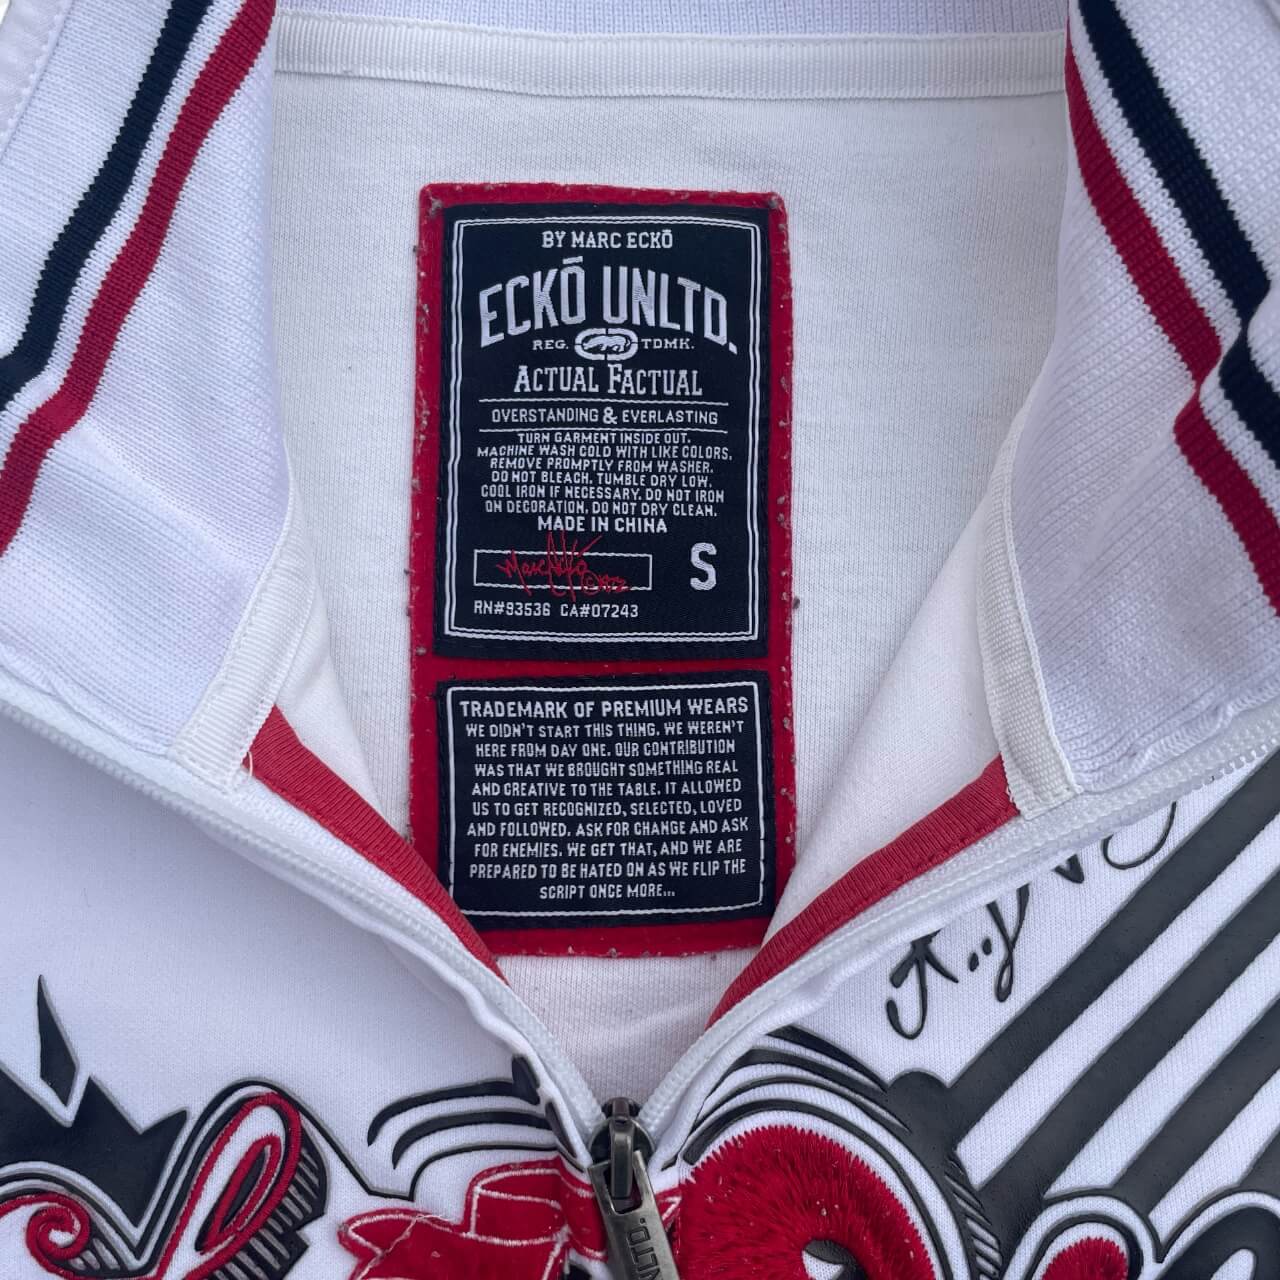 BY MARC ECKŌ
ECKŌ UNLTD.
REG. TDMK.
ACTUAL FACTUAL
OVERSTANDING & EVERLASTING
TURN GARMENT INSIDE OUT.
MACHINE WASH COLD WITH LIKE COLORS,
REMOVE PROMPTLY FROM WASHER.
DO NOT BLEACH. TUMBLE DRY LOW.
COOL IRON IF NECESSARY. DO NOT IRON
ON DECORATION. DO NOT DRY CLEAN.
MADE IN CHINA
S
RN#93536 CA#07243
TRADEMARK OF PREMIUM WEARS
WE DIDN'T START THIS THING. WE WEREN'T
HERE FROM DAY ONE. OUR CONTRIBUTION
WAS THAT WE BROUGHT SOMETHING REAL
AND CREATIVE TO THE TABLE. IT ALLOWED
US TO GET RECOGNIZED, SELECTED, LOVED
AND FOLLOWED. ASK FOR CHANGE AND ASK
FOR ENEMIES. WE GET THAT, AND WE ARE
PREPARED TO BE HATED ON AS WE FLIP THE
SCRIPT ONCE MORE...